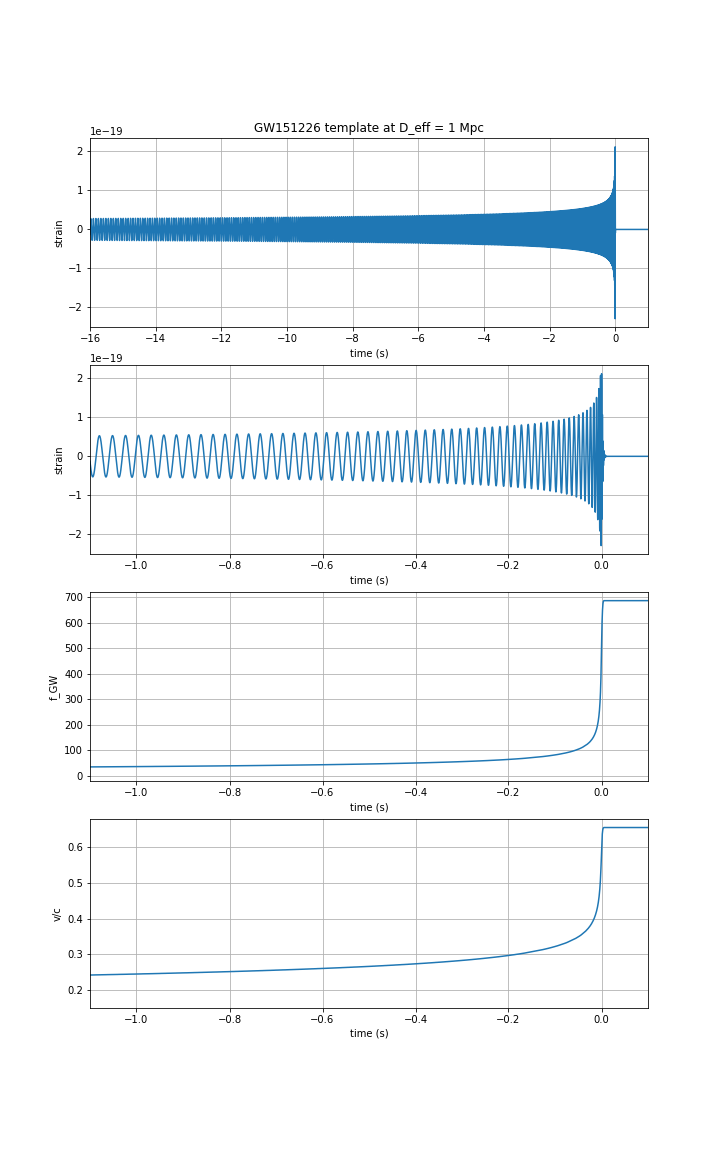 GW151226 template at D_eff = 1 Mpc
1e−19
2
1
0
−1
−2
strain
−16 −14 −12 −10 −8 −6 −4 −2 0
time (s)
1e−19
2
1
0
−1
−2
strain
−1.0 −0.8 −0.6 −0.4 −0.2 0.0
time (s)
700
600
500
400
300
200
100
0
f_GW
−1.0 −0.8 −0.6 −0.4 −0.2 0.0
time (s)
0.6
0.5
0.4
0.3
0.2
v/c
−1.0 −0.8 −0.6 −0.4 −0.2 0.0
time (s)